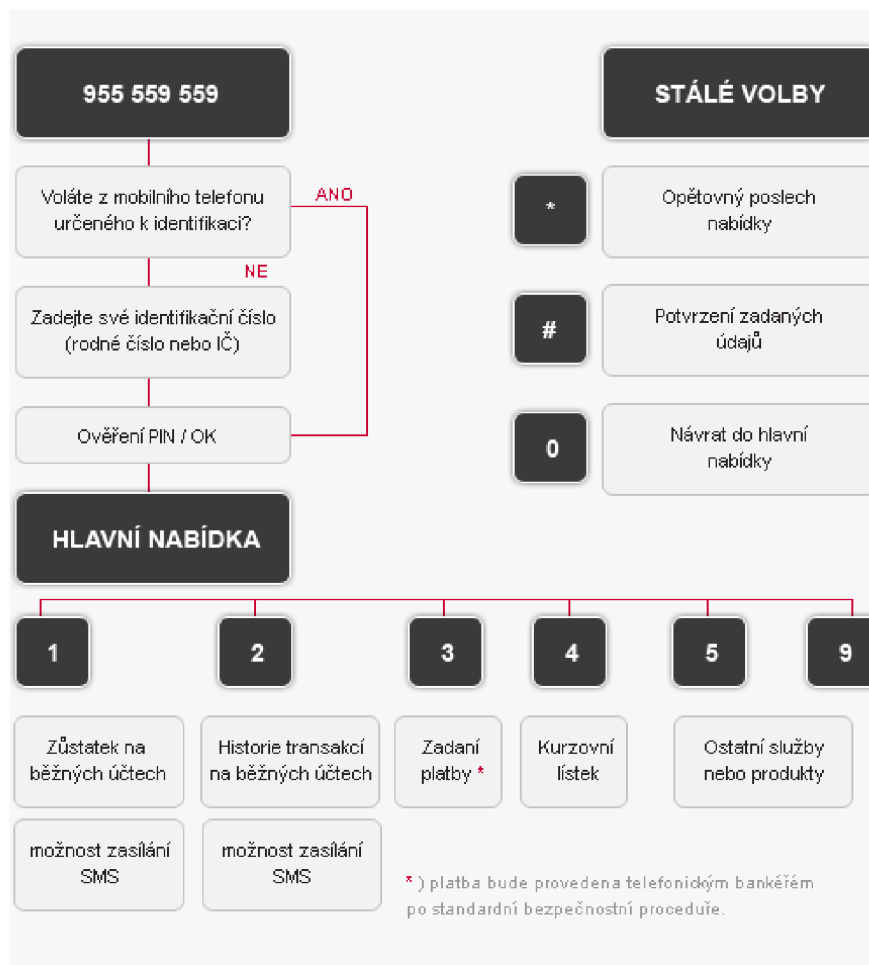 955 559 559
Voláte z mobilního telefonu
určeného k identifikaci?
ANO
NE
Zadejte své identifikační číslo
(rodné číslo nebo IČ)
Ověření PIN / OK
HLAVNÍ NABÍDKA
STÁLÉ VOLBY
*
Opětovný poslech
nabídky
#
Potvrzení zadaných
údajů
0
Návrat do hlavní
nabídky
1
2
3
4
5
9
Zůstatek na
běžných účtech
možnost zasílání
SMS
Historie transakcí
na běžných účtech
možnost zasílání
SMS
Zadaní
platby *
Kurzovní
lístek
Ostatní služby
nebo produkty
* ) platba bude provedena telefonickým bankéřém
po standardní bezpečnostní proceduře.